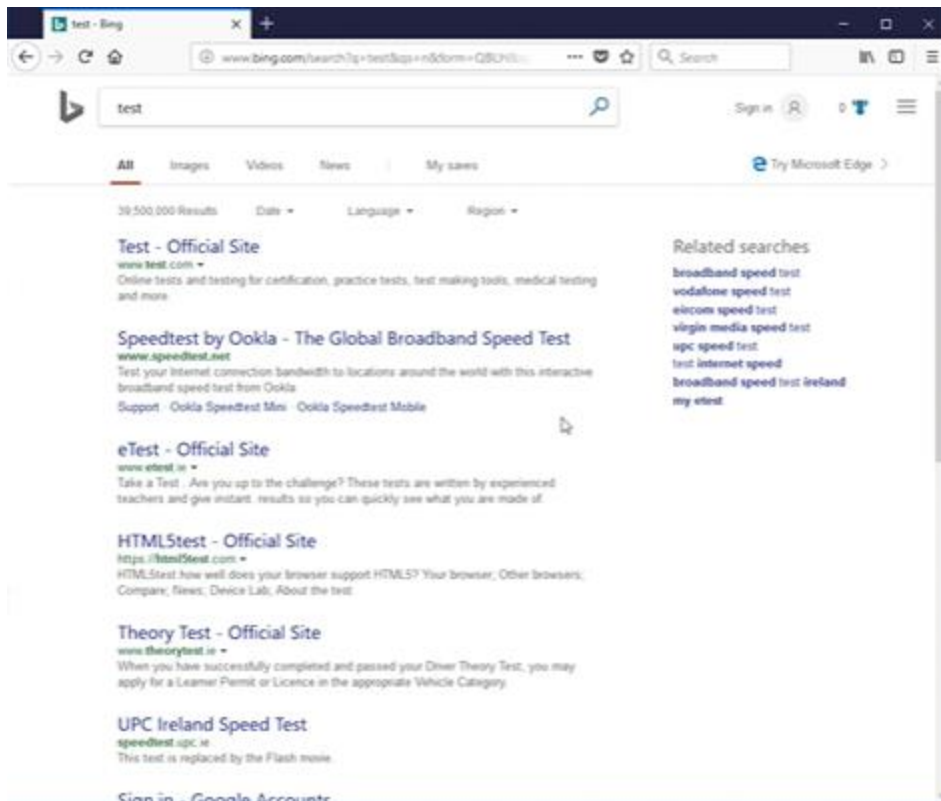 test - Bing
www.bing.com/search?q=test&qs=n&form=QBLH
Search
test
Sign in
0
All Images Videos News My saves
Try Microsoft Edge
39,500,000 Results Date Language Region
Test - Official Site
www.test.com
Online tests and testing for certification, practice tests, test making tools, medical testing
and more.
Speedtest by Ookla - The Global Broadband Speed Test
www.speedtest.net
Test your Internet connection bandwidth to locations around the world with this interactive
broadband speed test from Ookla
Support · Ookla Speedtest Mini · Ookla Speedtest Mobile
eTest - Official Site
www.etest.ie
Take a Test . Are you up to the challenge? These tests are written by experienced
teachers and give instant. results so you can quickly see what you are made of
HTML5test - Official Site
https://html5test.com
HTML5test how well does your browser support HTML5? Your browser; Other browsers;
Compare; News; Device Lab; About the test
Theory Test - Official Site
www.theorytest.ie
When you have successfully completed and passed your Driver Theory Test, you may
apply for a Learner Permit or Licence in the appropriate Vehicle Category.
UPC Ireland Speed Test
speedtest.upc.ie
This test is replaced by the Flash movie.
Sign in - Google Accounts
Related searches
broadband speed test
vodafone speed test
eircom speed test
virgin media speed test
upc speed test
test internet speed
broadband speed test ireland
my etest